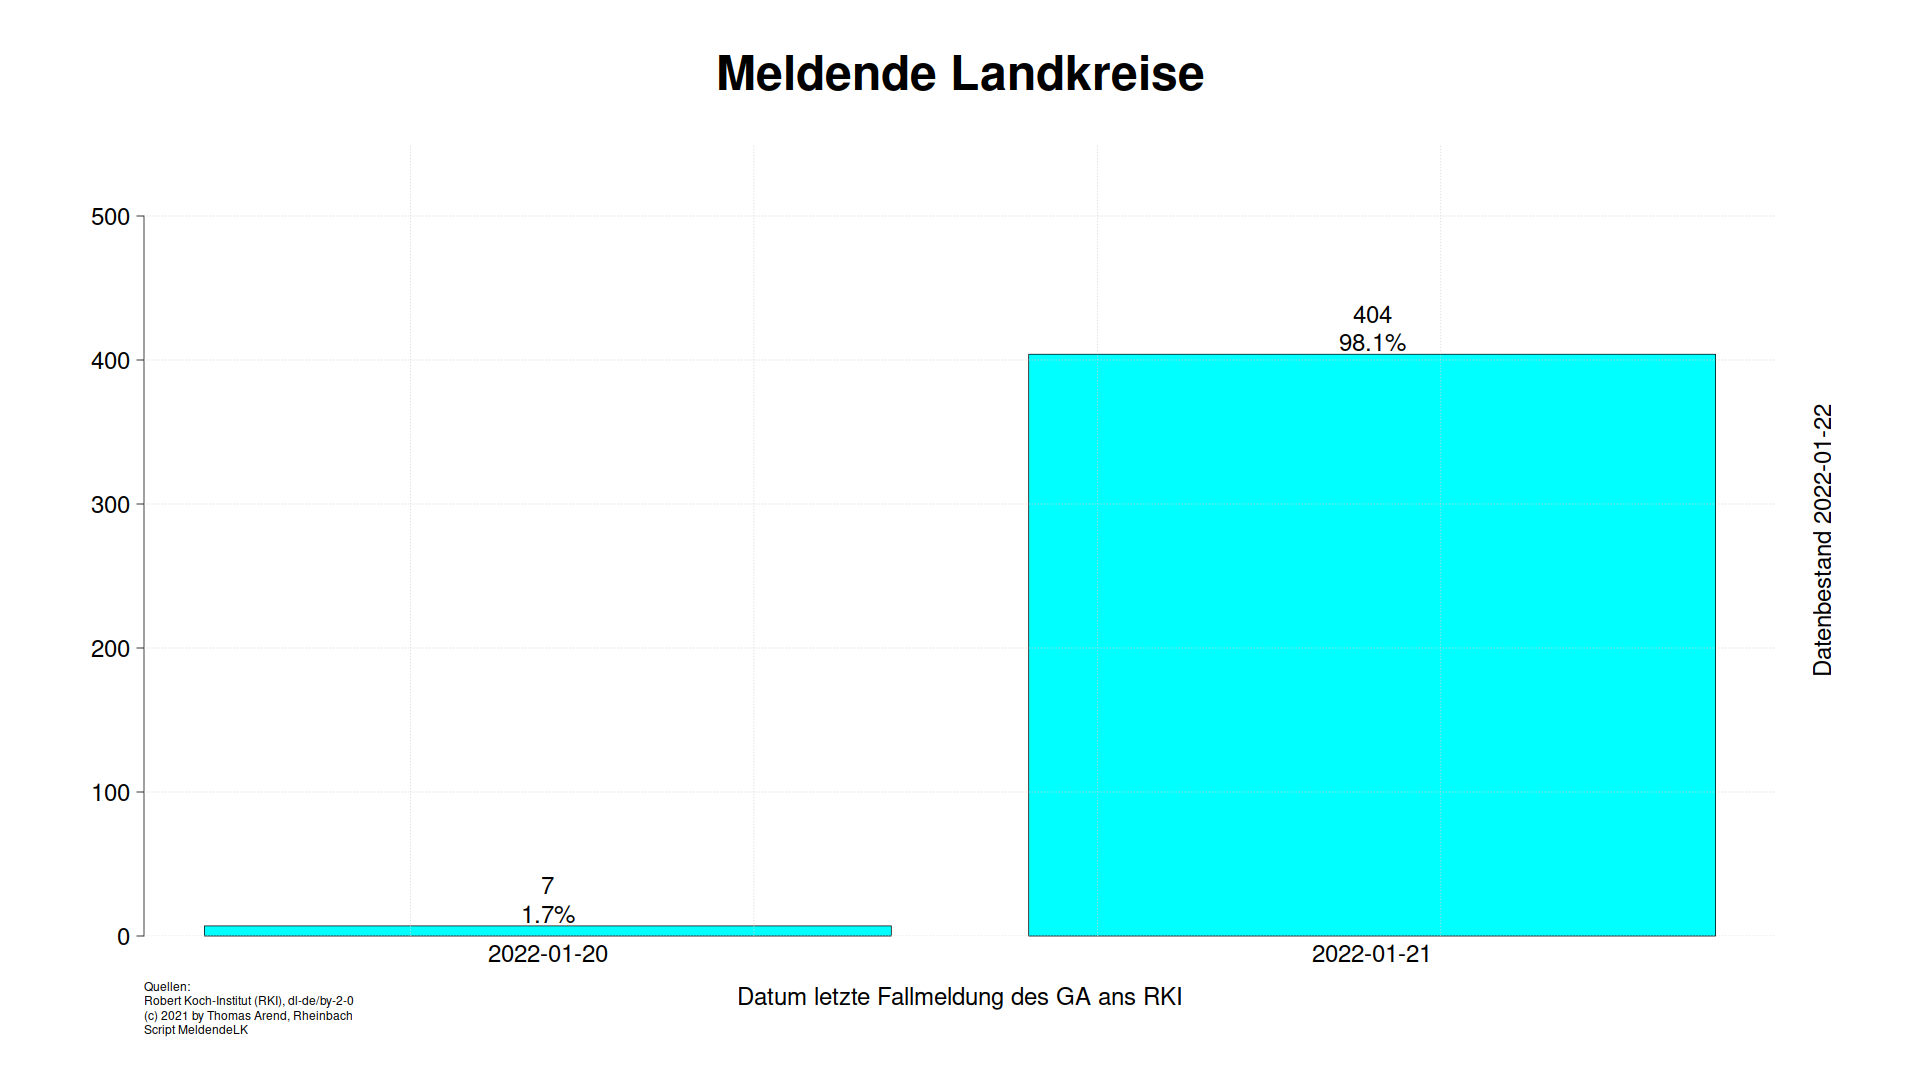 Meldende Landkreise
500
400
300
200
100
0
404
98.1%
7
1.7%
2022-01-20
2022-01-21
Datum letzte Fallmeldung des GA ans RKI
Datenbestand 2022-01-22
Quellen:
Robert Koch-Institut (RKI), dl-de/by-2-0
(c) 2021 by Thomas Arend, Rheinbach
Script MeldendeLK